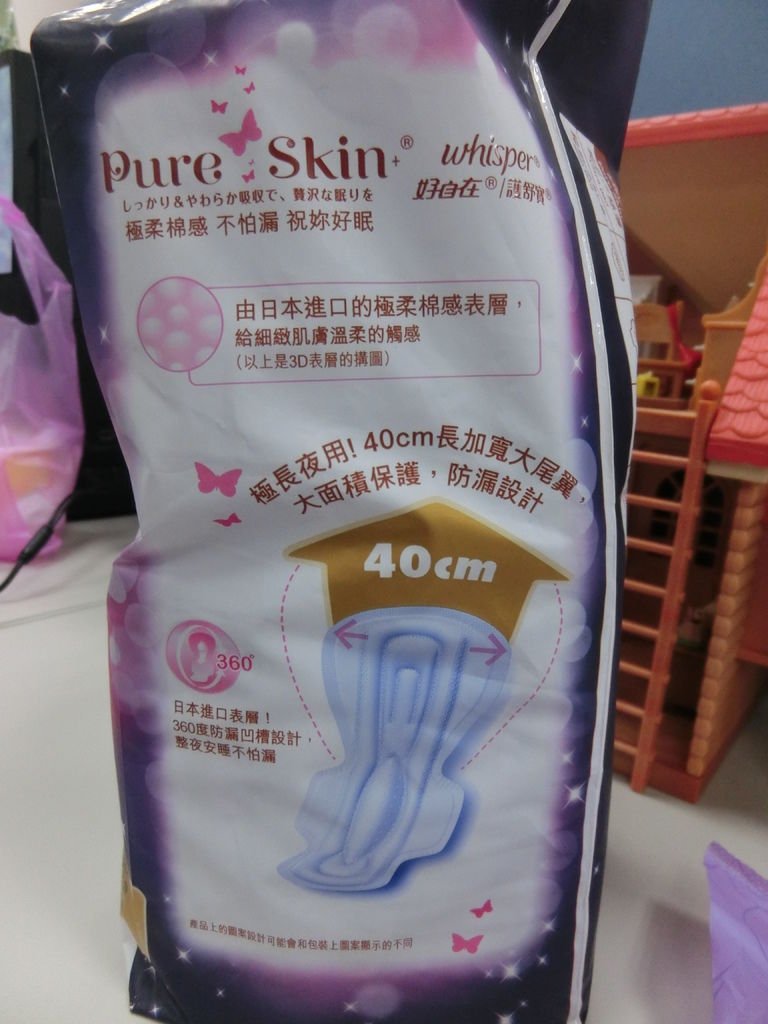 Pure Skin+®
whisper®
好自在®/護舒寶®
しっかり&やわらか吸収で、贅沢な眠りを
極柔棉感 不怕漏 祝妳好眠
由日本進口的極柔棉感表層，
給細緻肌膚溫柔的觸感
(以上是3D表層的搆圖)
極長夜用! 40cm長加寬大尾翼，
大面積保護，防漏設計
40cm
360°
日本進口表層！
360度防漏凹槽設計，
整夜安睡不怕漏
產品上的圖案設計可能會和包裝上圖案顯示的不同